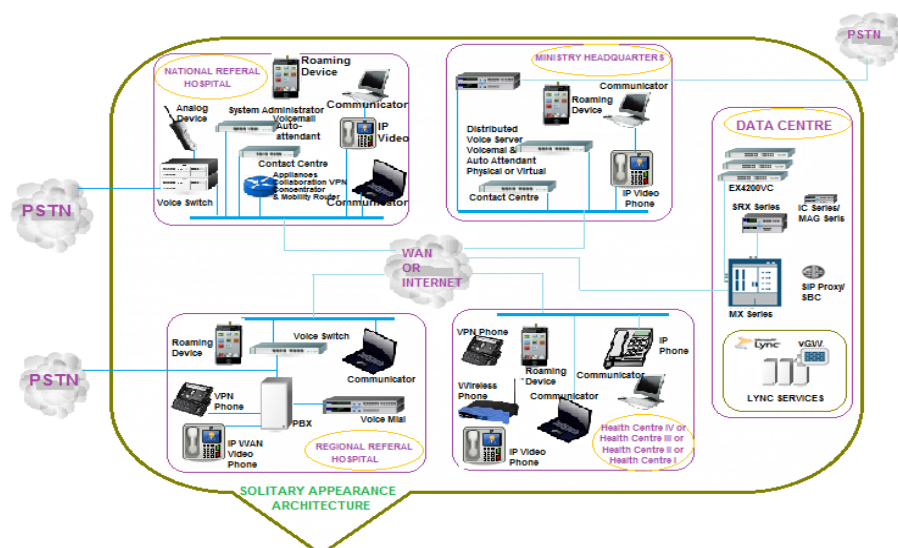 PSTN
NATIONAL REFERAL
HOSPITAL
Roaming
Device
Communicator
Analog
Device
System Administrator
Voicemail
Auto-
attendant
IP
Video
Contact Centre
Appliances
Collaboration VPN
Concentrator
& Mobility Router
Voice Switch
Communicator
PSTN
MINISTRY HEADQUARTERS
Communicator
Roaming
Device
Distributed
Voice Server
Voicemal &
Auto Attendant
Physical or Virtual
Contact Centre
IP Video
Phone
DATA CENTRE
EX4200VC
SRX Series
IC Series/
MAG Seris
MX Series
SIP Proxy/
SBC
Microsoft
Lync
vGW
LYNC SERVICES
WAN
OR
INTERNET
PSTN
Roaming
Device
Voice Switch
Communicator
VPN
Phone
PBX
Voice Mial
IP WAN
Video
Phone
REGIONAL REFERAL
HOSPITAL
VPN Phone
Roaming
Device
IP
Phone
Communicator
Wireless
Phone
Communicator
IP Video
Phone
Health Centre IV or
Health Centre III or
Health Centre II or
Health Centre I
SOLITARY APPEARANCE
ARCHITECTURE